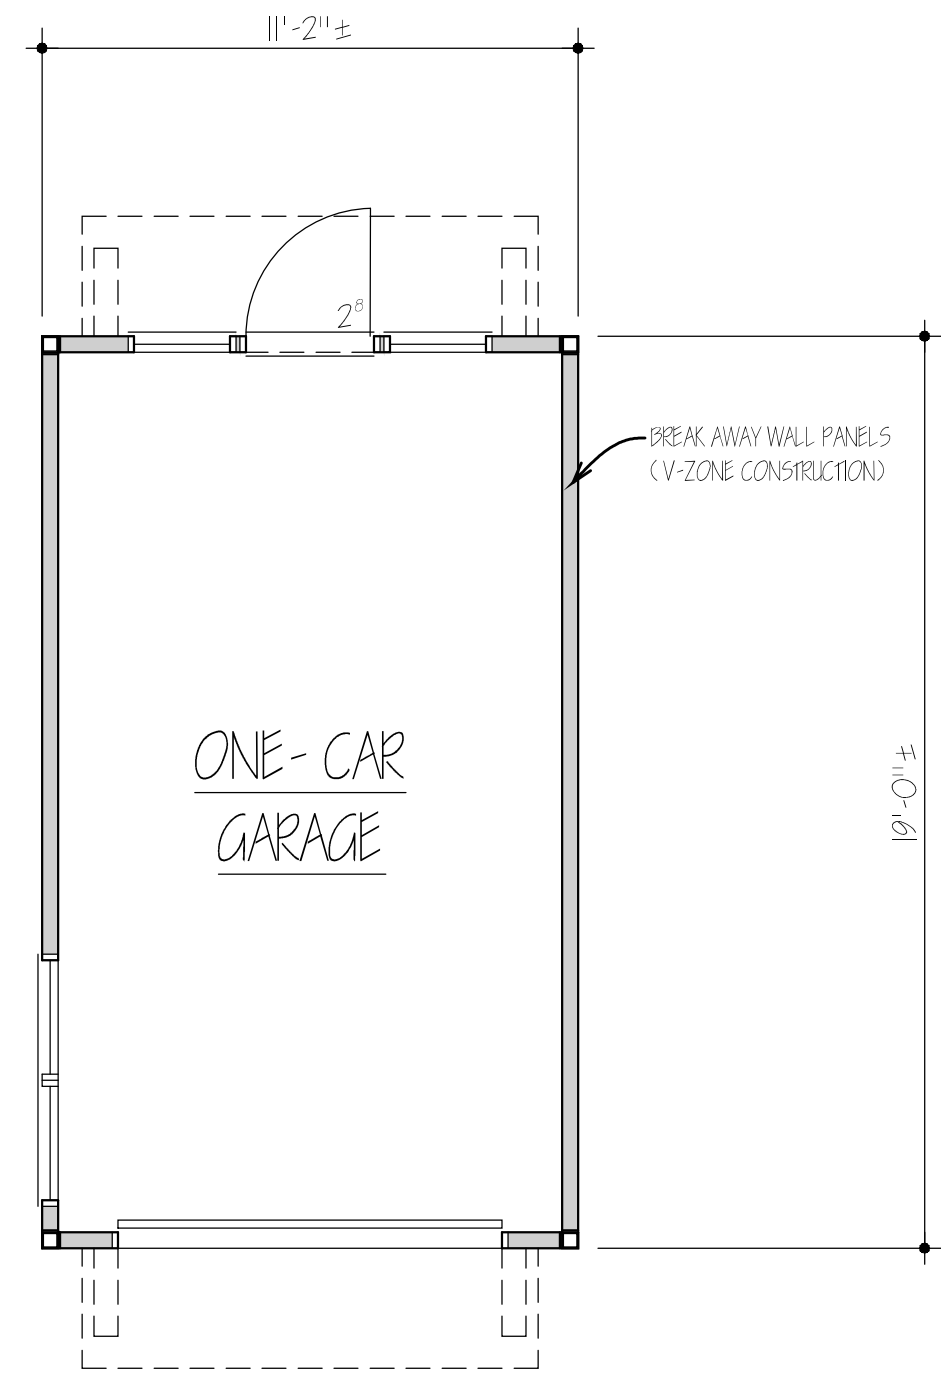 11'-2"±
2⁸
BREAK AWAY WALL PANELS
(V-ZONE CONSTRUCTION)
ONE- CAR
GARAGE
19'-0"±